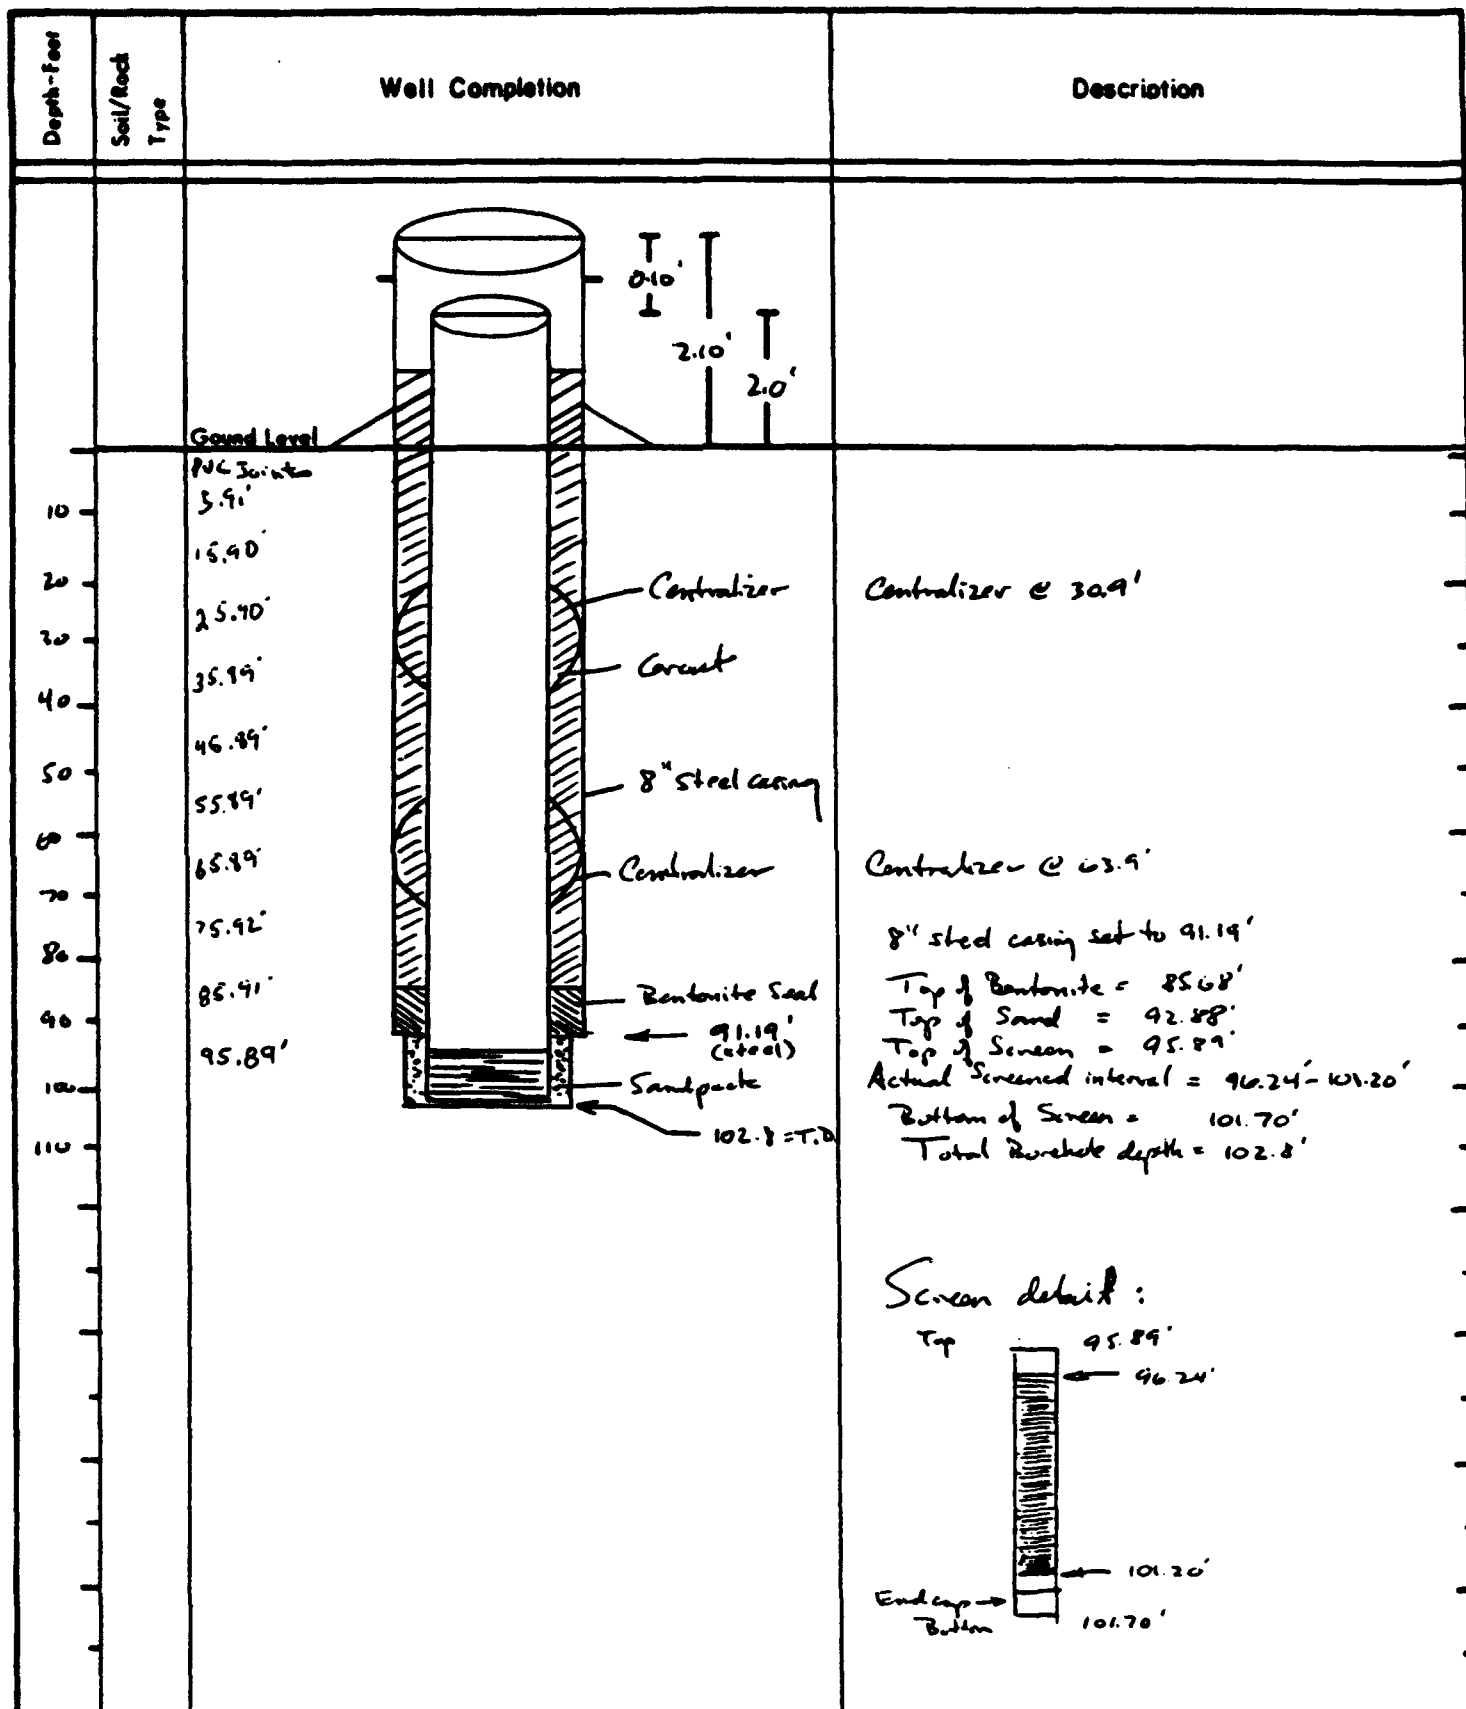 Depth-Feet
Soil/Rock Type
Well Completion
Description
0.10'
2.10'
2.0'
Gound Level
PVC Joints
5.91'
10
15.90'
20
Centralizer
Centralizer @ 30.9'
25.90'
30
35.89'
Cement
40
45.89'
50
8" steel casing
55.89'
60
65.89'
Centralizer
Centralizer @ 63.9'
70
75.92'
80
8" steel casing set to 91.19'
85.91'
Bentonite Seal
Top of Bentonite = 85.68'
90
91.19'
(steel)
Top of Sand = 92.88'
95.89'
Top of Screen = 95.89'
100
Sandpack
Actual Screened interval = 96.24' - 101.20'
Bottom of Screen = 101.70'
102.8 = T.D.
110
Total Borehole depth = 102.8'
Screen detail :
Top 95.89'
96.24'
101.20'
End cap
Bottom 101.70'